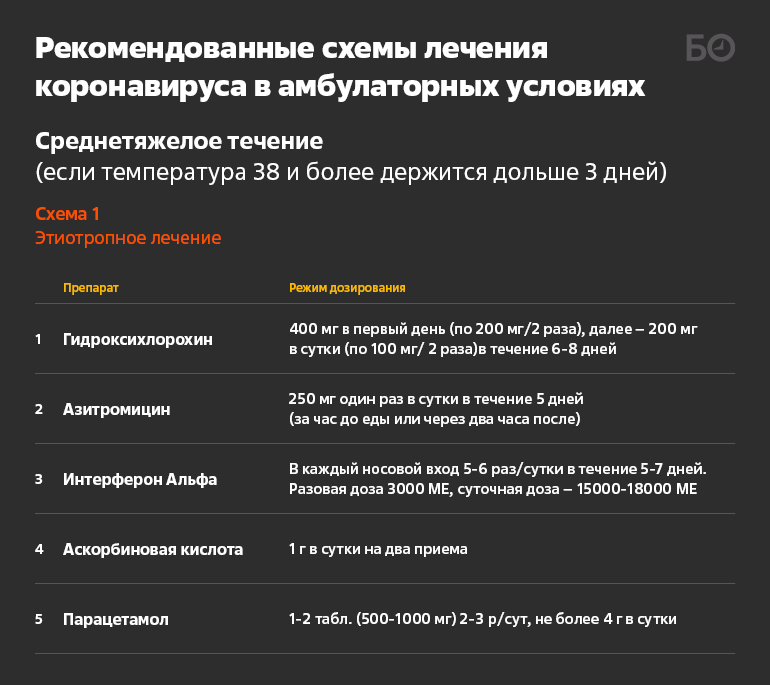 Рекомендованные схемы лечения
коронавируса в амбулаторных условиях
БО
Среднетяжелое течение
(если температура 38 и более держится дольше 3 дней)
Схема 1
Этиотропное лечение
Препарат Режим дозирования
1 Гидроксихлорохин 400 мг в первый день (по 200 мг/2 раза), далее – 200 мг
в сутки (по 100 мг/ 2 раза)в течение 6-8 дней
2 Азитромицин 250 мг один раз в сутки в течение 5 дней
(за час до еды или через два часа после)
3 Интерферон Альфа В каждый носовой вход 5-6 раз/сутки в течение 5-7 дней.
Разовая доза 3000 МЕ, суточная доза – 15000-18000 МЕ
4 Аскорбиновая кислота 1 г в сутки на два приема
5 Парацетамол 1-2 табл. (500-1000 мг) 2-3 р/сут, не более 4 г в сутки